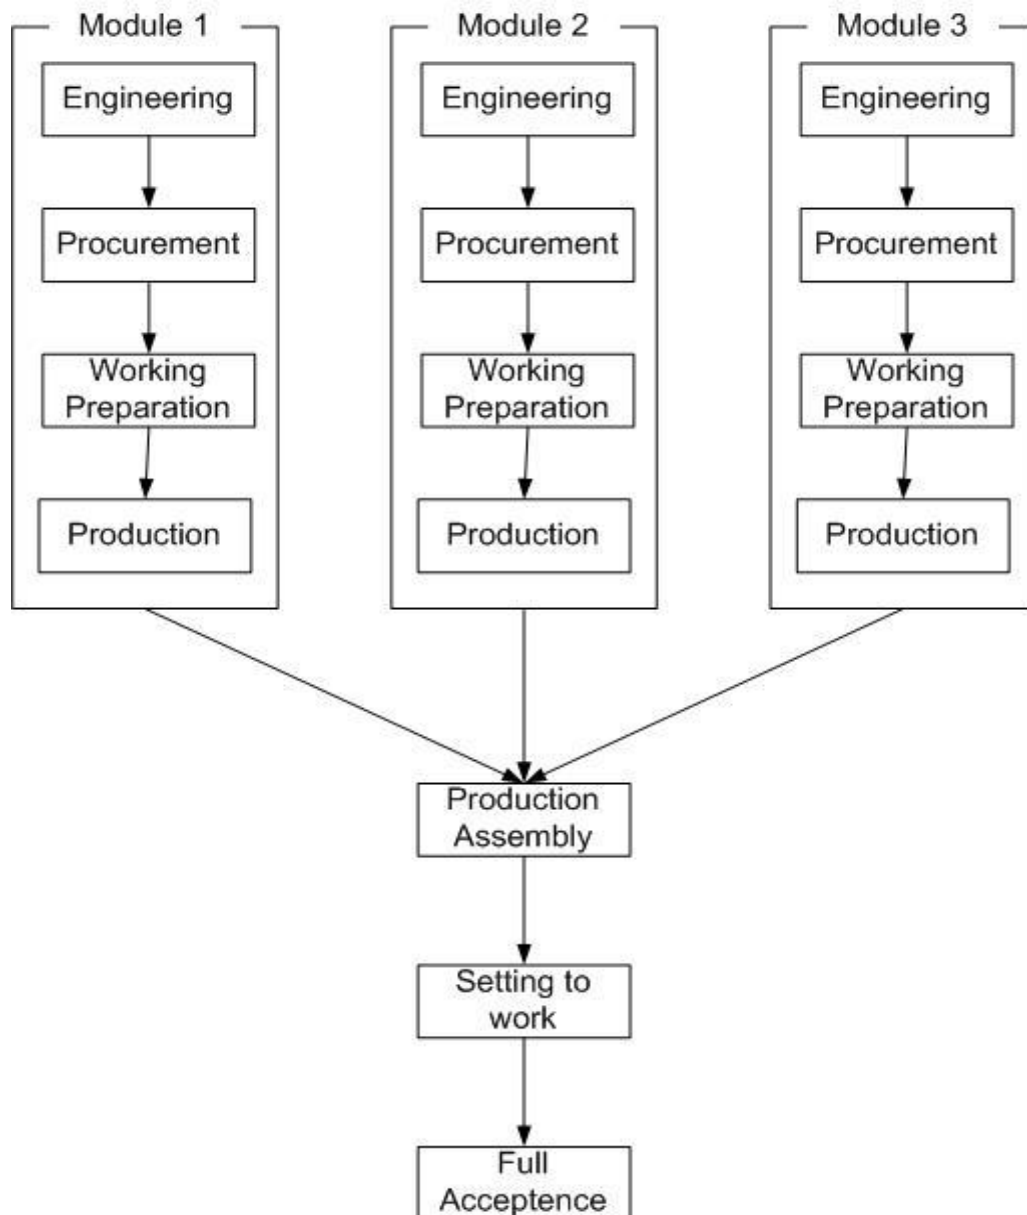 Module 1
Engineering
Procurement
Working
Preparation
Production
Module 2
Engineering
Procurement
Working
Preparation
Production
Module 3
Engineering
Procurement
Working
Preparation
Production
Production
Assembly
Setting to
work
Full
Acceptence